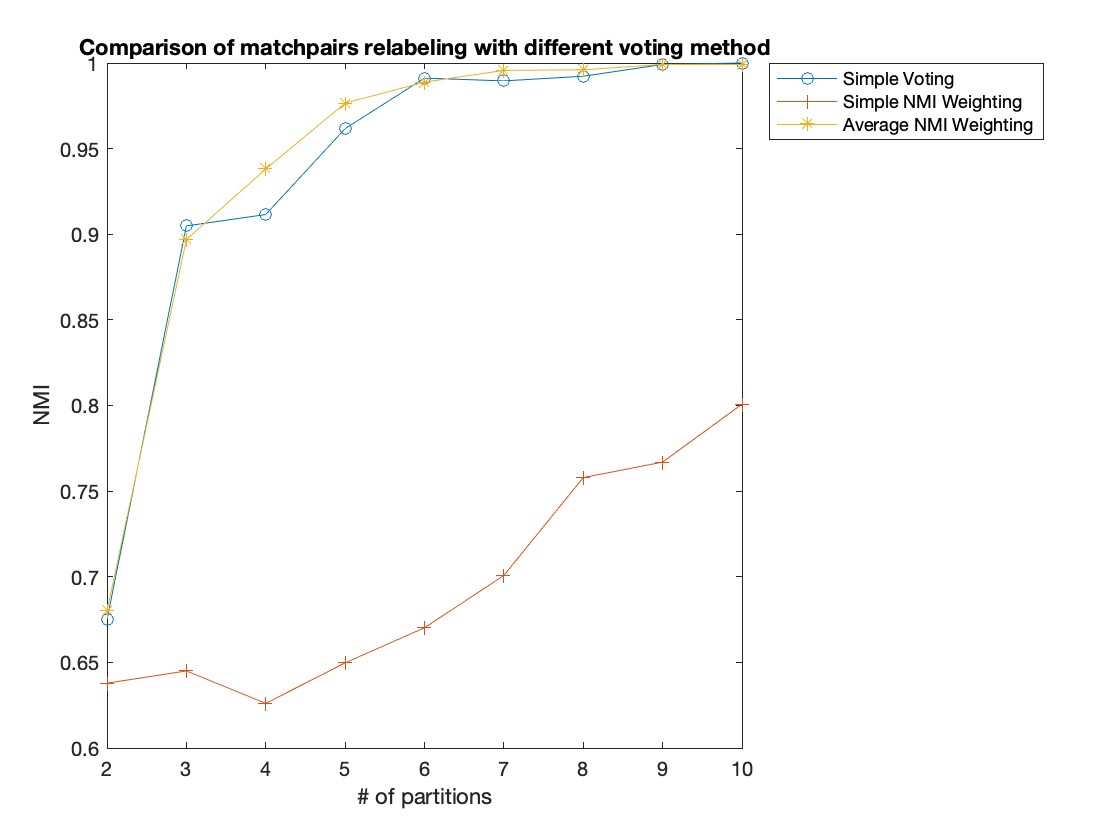 Comparison of matchpairs relabeling with different voting method
1
0.95
0.9
0.85
0.8
0.75
0.7
0.65
0.6
NMI
2 3 4 5 6 7 8 9 10
# of partitions
Simple Voting
Simple NMI Weighting
Average NMI Weighting